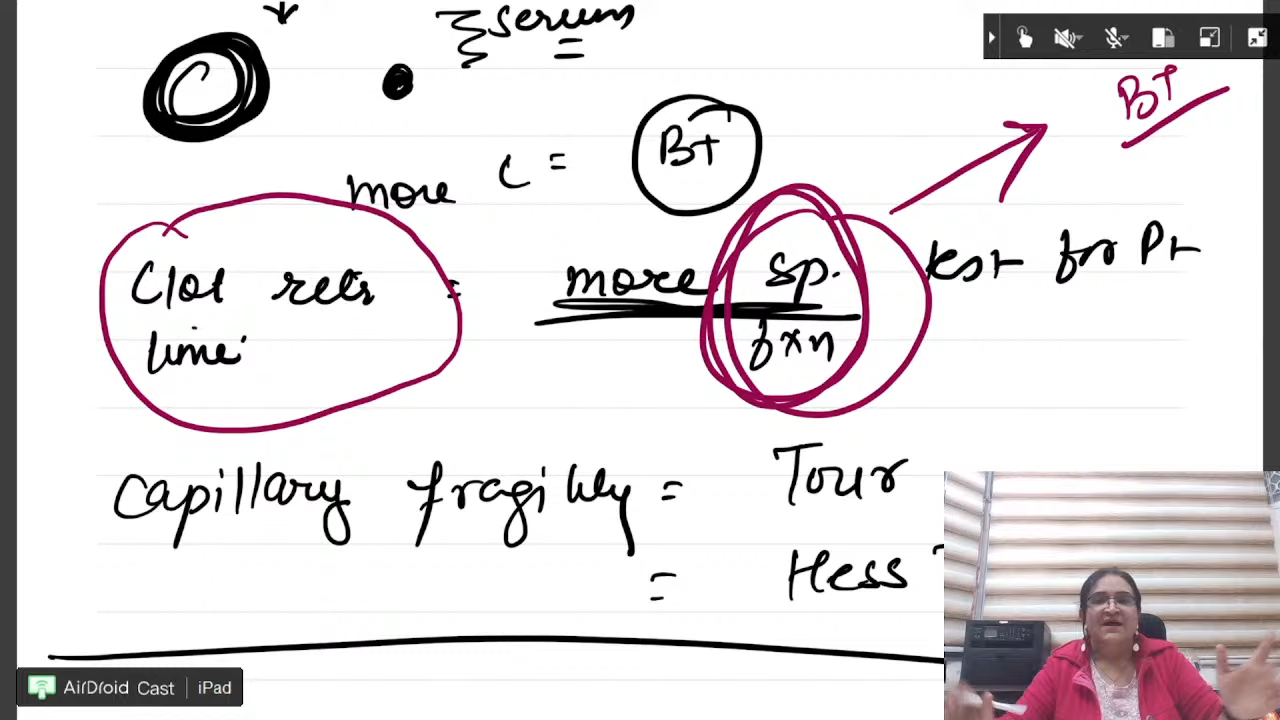 serum
=
BT
C =
BT
more
Clot retr = more sp. test for Pt
time fxn
Capillary fragility = Tour
= Hess
AirDroid Cast iPad